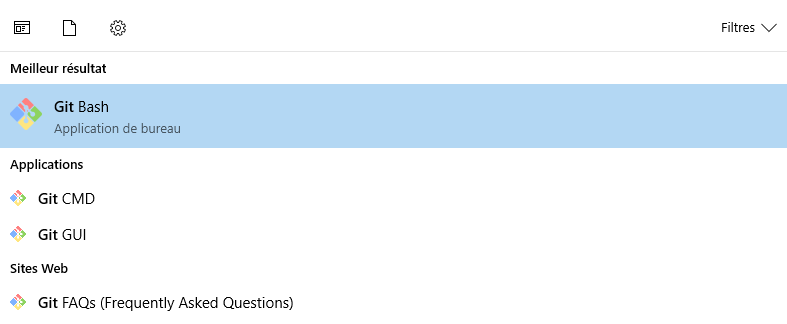 Filtres
Meilleur résultat
Git Bash
Application de bureau
Applications
Git CMD
Git GUI
Sites Web
Git FAQs (Frequently Asked Questions)